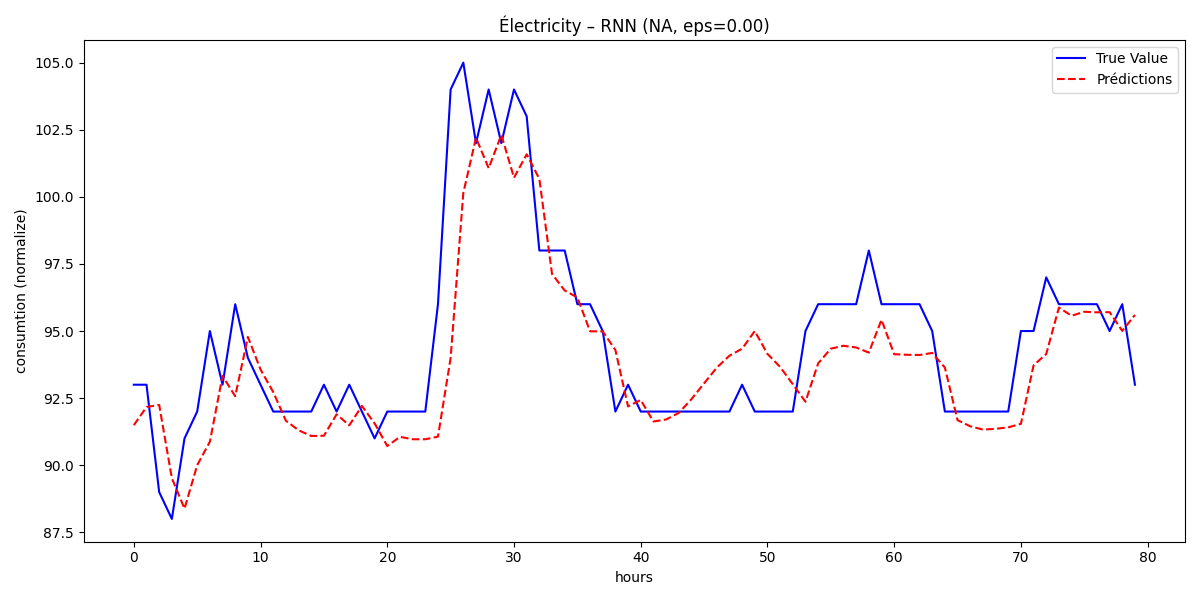 Électricity – RNN (NA, eps=0.00)
True Value
Prédictions
consumtion (normalize)
105.0
102.5
100.0
97.5
95.0
92.5
90.0
87.5
0 10 20 30 40 50 60 70 80
hours